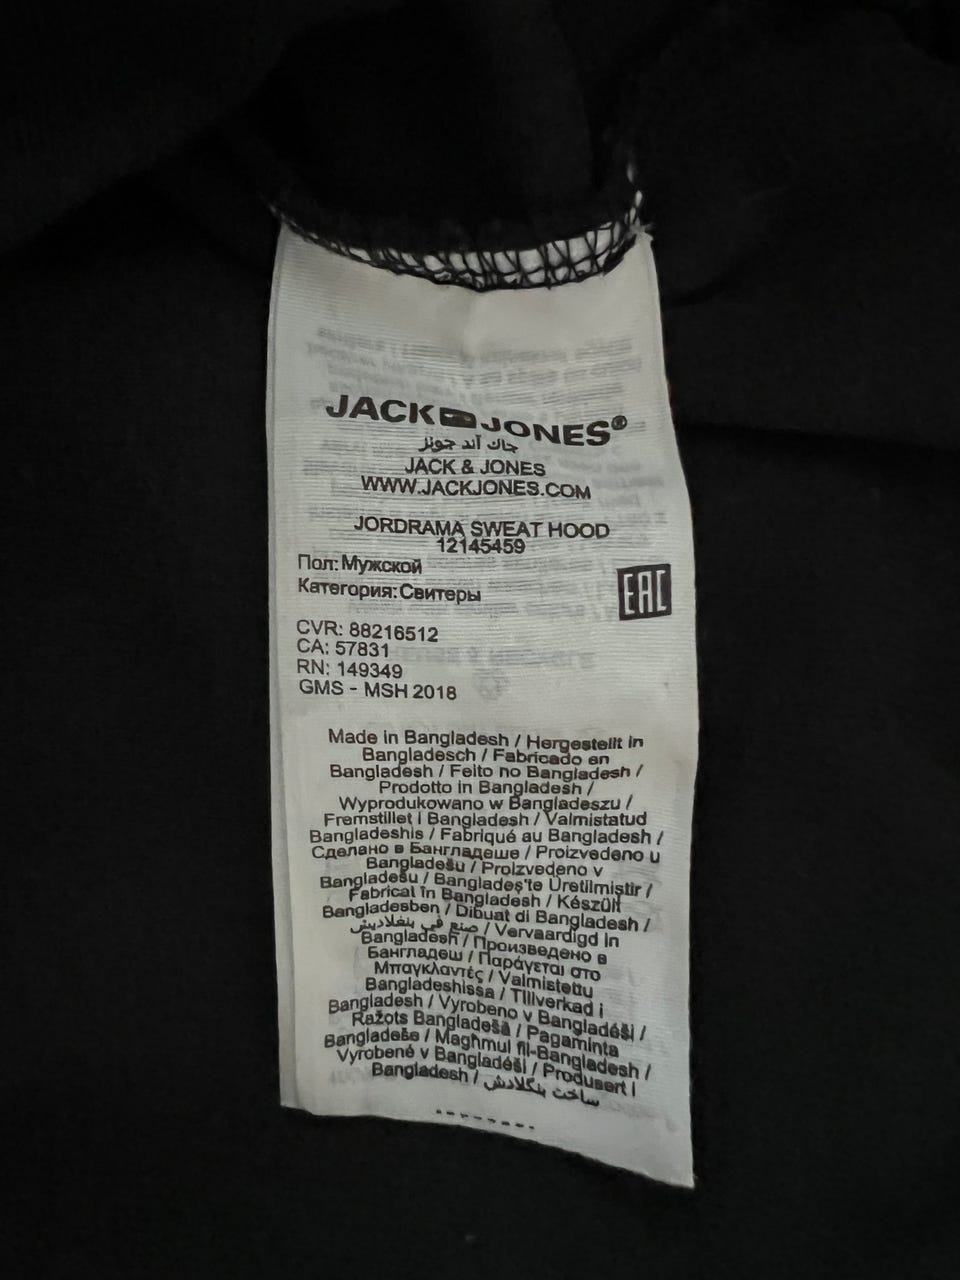 JACK JONES®
جاك آند جونز
JACK & JONES
WWW.JACKJONES.COM
JORDRAMA SWEAT HOOD
12145459
Пол: Мужской
Категория: Свитеры
EAC
CVR: 88216512
CA: 57831
RN: 149349
GMS - MSH 2018
Made in Bangladesh / Hergestellt in
Bangladesch / Fabricado en
Bangladesh / Feito no Bangladesh /
Prodotto in Bangladesh /
Wyprodukowano w Bangladeszu /
Fremstillet i Bangladesh / Valmistatud
Bangladeshis / Fabriqué au Bangladesh /
Сделано в Бангладеше / Proizvedeno u
Bangladešu / Proizvedeno v
Bangladešu / Bangladeş'te Üretilmiştir /
Fabricat în Bangladesh / Készült
Bangladesben / Dibuat di Bangladesh /
صنع في بنغلاديش / Vervaardigd in
Bangladesh / Произведено в
Бангладеш / Παράγεται στο
Μπαγκλαντές / Valmistettu
Bangladeshissa / Tillverkad i
Bangladesh / Vyrobeno v Bangladéši /
Ražots Bangladešā / Pagaminta
Bangladeše / Magħmul fil-Bangladesh /
Vyrobené v Bangladéši / Produsert i
Bangladesh / ساخت بنگلادش